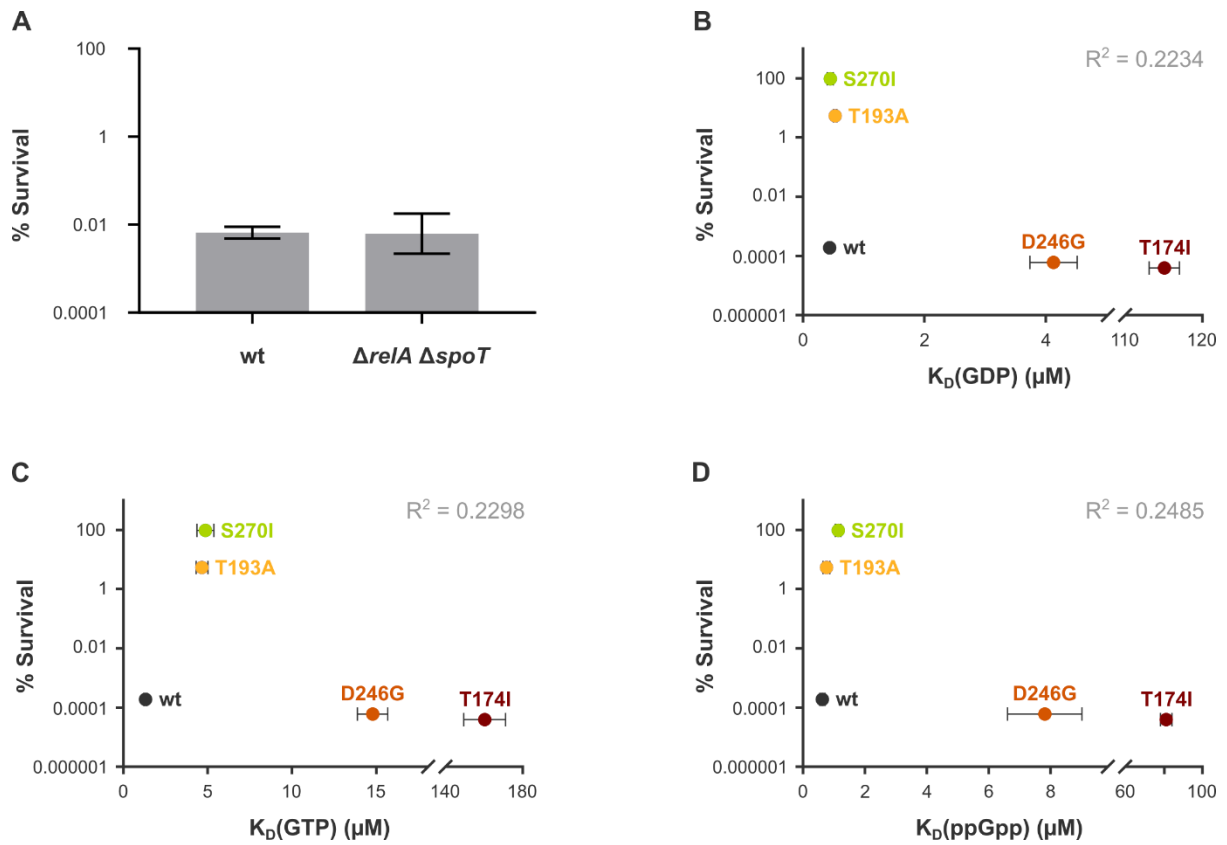 A
% Survival
100
1
0.01
0.0001
wt
ΔrelA ΔspoT
B
R² = 0.2234
% Survival
100
1
0.01
0.0001
0.000001
S270I
T193A
wt
D246G
T174I
0 2 4 110 120
K_D(GDP) (µM)
C
R² = 0.2298
% Survival
100
1
0.01
0.0001
0.000001
S270I
T193A
wt
D246G
T174I
0 5 10 15 140 180
K_D(GTP) (µM)
D
R² = 0.2485
% Survival
100
1
0.01
0.0001
0.000001
S270I
T193A
wt
D246G
T174I
0 2 4 6 8 60 100
K_D(ppGpp) (µM)